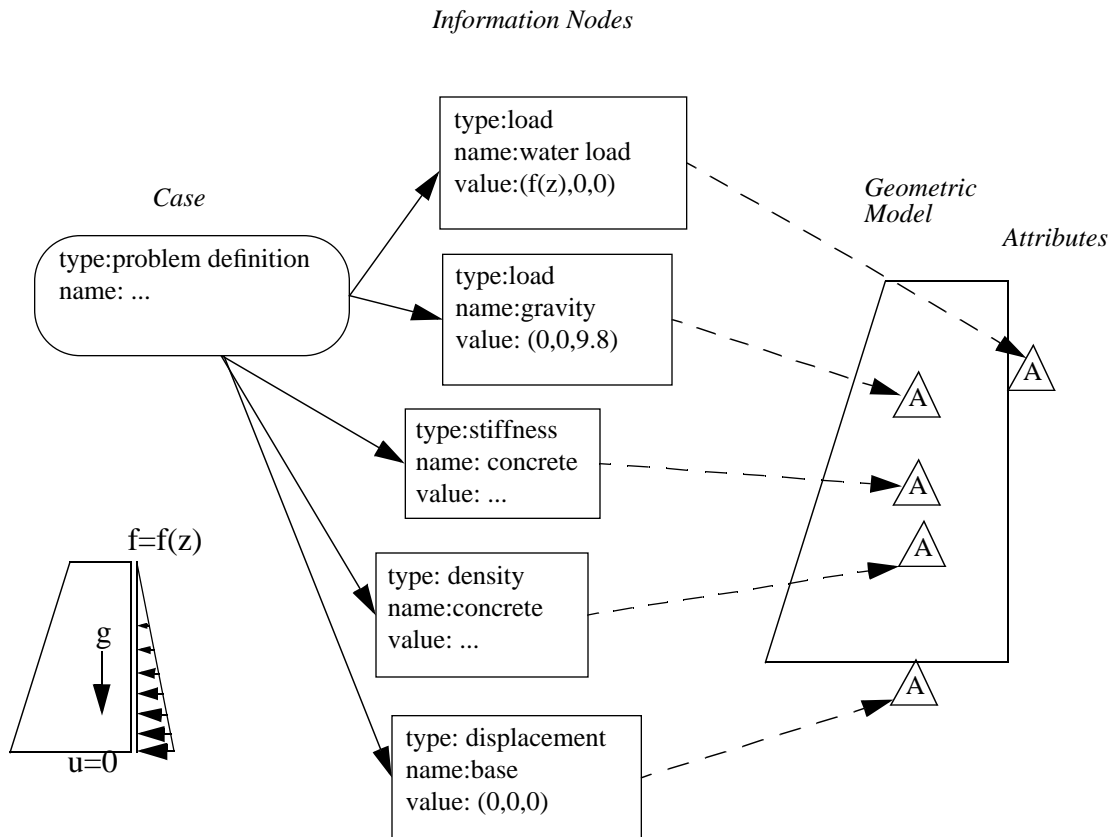 Information Nodes
type:load
name:water load
value:(f(z),0,0)
Case
Geometric
Model
Attributes
type:problem definition
name: ...
type:load
name:gravity
value: (0,0,9.8)
A
A
type:stiffness
name: concrete
value: ...
A
A
f=f(z)
type: density
name:concrete
value: ...
g
A
type: displacement
name:base
value: (0,0,0)
u=0